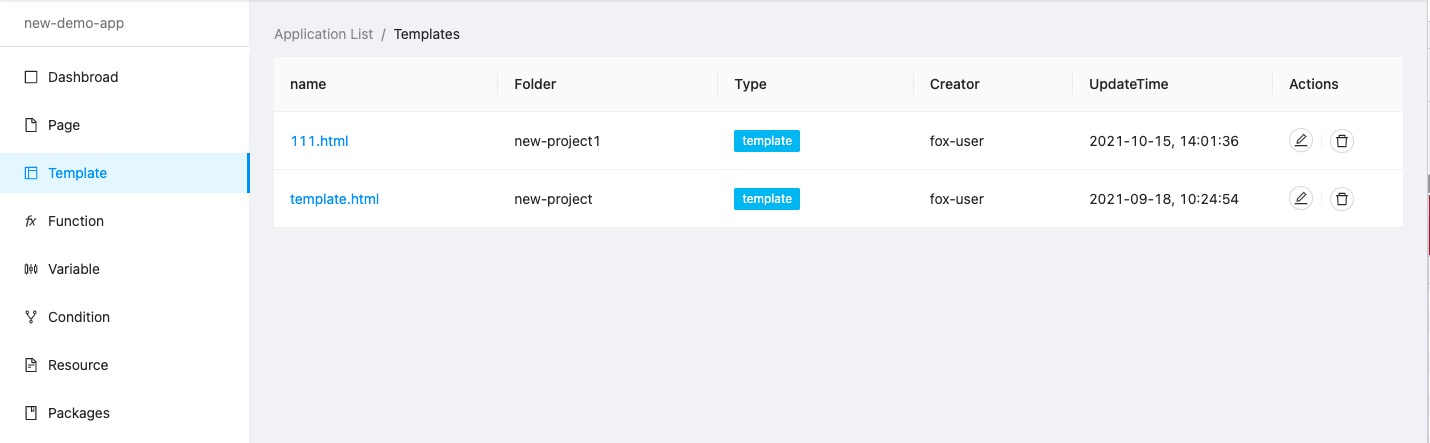 new-demo-app
Dashbroad
Page
Template
Function
Variable
Condition
Resource
Packages
Application List / Templates
name Folder Type Creator UpdateTime Actions
111.html new-project1 template fox-user 2021-10-15, 14:01:36
template.html new-project template fox-user 2021-09-18, 10:24:54